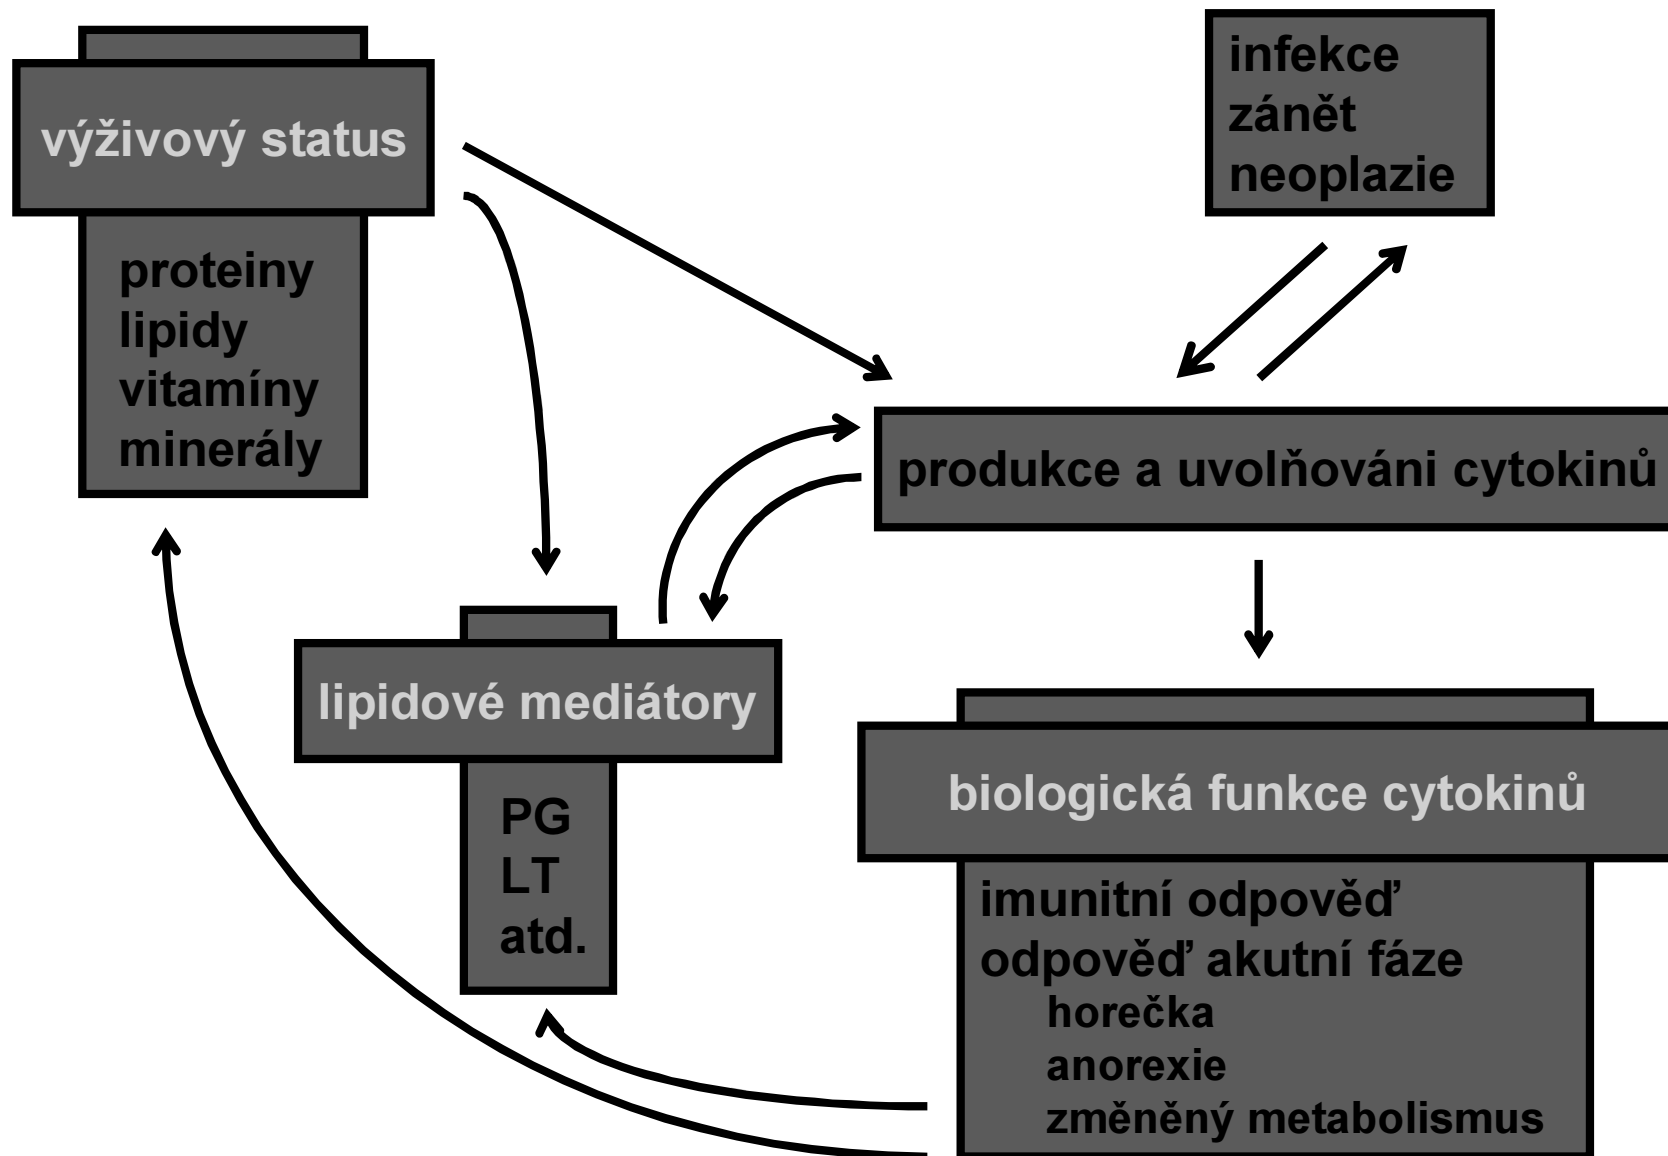 výživový status
proteiny
lipidy
vitamíny
minerály
infekce
zánět
neoplazie
produkce a uvolňováni cytokinů
lipidové mediátory
PG
LT
atd.
biologická funkce cytokinů
imunitní odpověď
odpověď akutní fáze
horečka
anorexie
změněný metabolismus